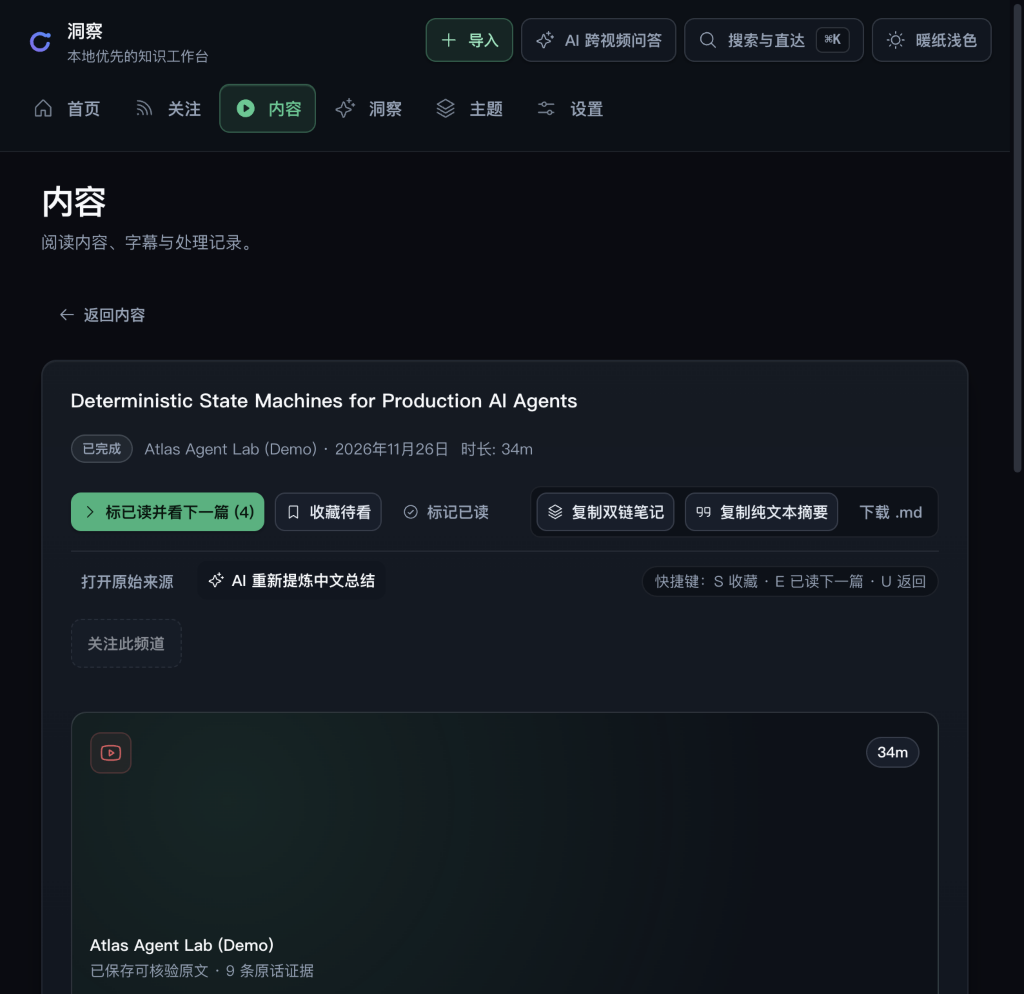 洞察
本地优先的知识工作台
导入
AI 跨视频问答
搜索与直达 ⌘K
暖纸浅色
首页
关注
内容
洞察
主题
设置
内容
阅读内容、字幕与处理记录。
返回内容
Deterministic State Machines for Production AI Agents
已完成 Atlas Agent Lab (Demo) · 2026年11月26日 时长: 34m
标已读并看下一篇 (4)
收藏待看
标记已读
复制双链笔记
复制纯文本摘要
下载 .md
打开原始来源
AI 重新提炼中文总结
快捷键: S 收藏 · E 已读下一篇 · U 返回
关注此频道
34m
Atlas Agent Lab (Demo)
已保存可核验原文 · 9 条原话证据